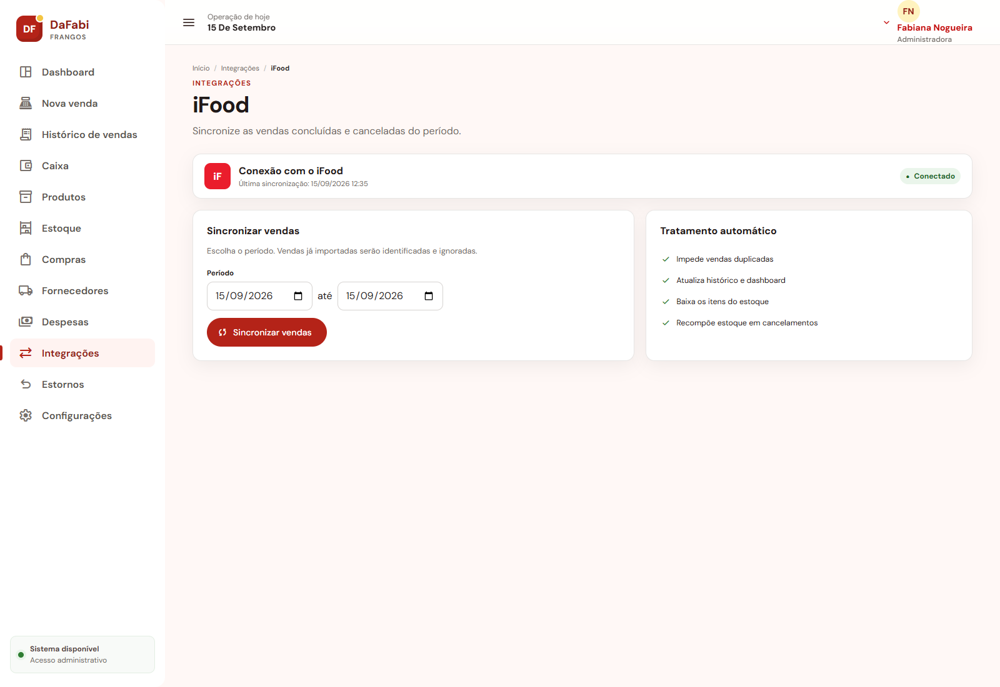 DF
DaFabi
FRANGOS
Dashboard
Nova venda
Histórico de vendas
Caixa
Produtos
Estoque
Compras
Fornecedores
Despesas
Integrações
Estornos
Configurações
Sistema disponível
Acesso administrativo
Operação de hoje
15 De Setembro
FN
Fabiana Nogueira
Administradora
Início / Integrações / iFood
INTEGRAÇÕES
iFood
Sincronize as vendas concluídas e canceladas do período.
iF
Conexão com o iFood
Última sincronização: 15/09/2026 12:35
• Conectado
Sincronizar vendas
Escolha o período. Vendas já importadas serão identificadas e ignoradas.
Período
15/09/2026 até 15/09/2026
Sincronizar vendas
Tratamento automático
Impede vendas duplicadas
Atualiza histórico e dashboard
Baixa os itens do estoque
Recompõe estoque em cancelamentos